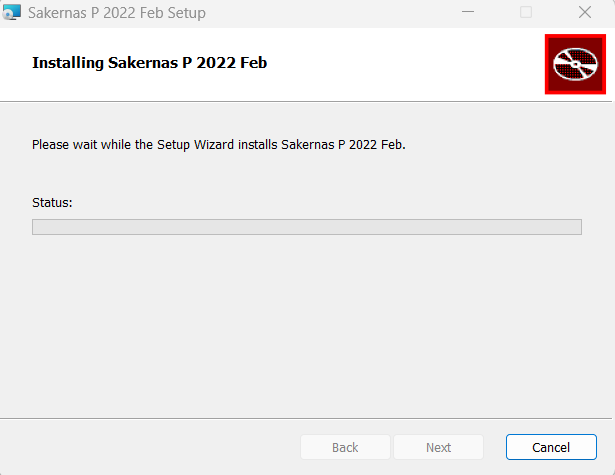 Sakernas P 2022 Feb Setup
Installing Sakernas P 2022 Feb
Please wait while the Setup Wizard installs Sakernas P 2022 Feb.
Status:
Back
Next
Cancel